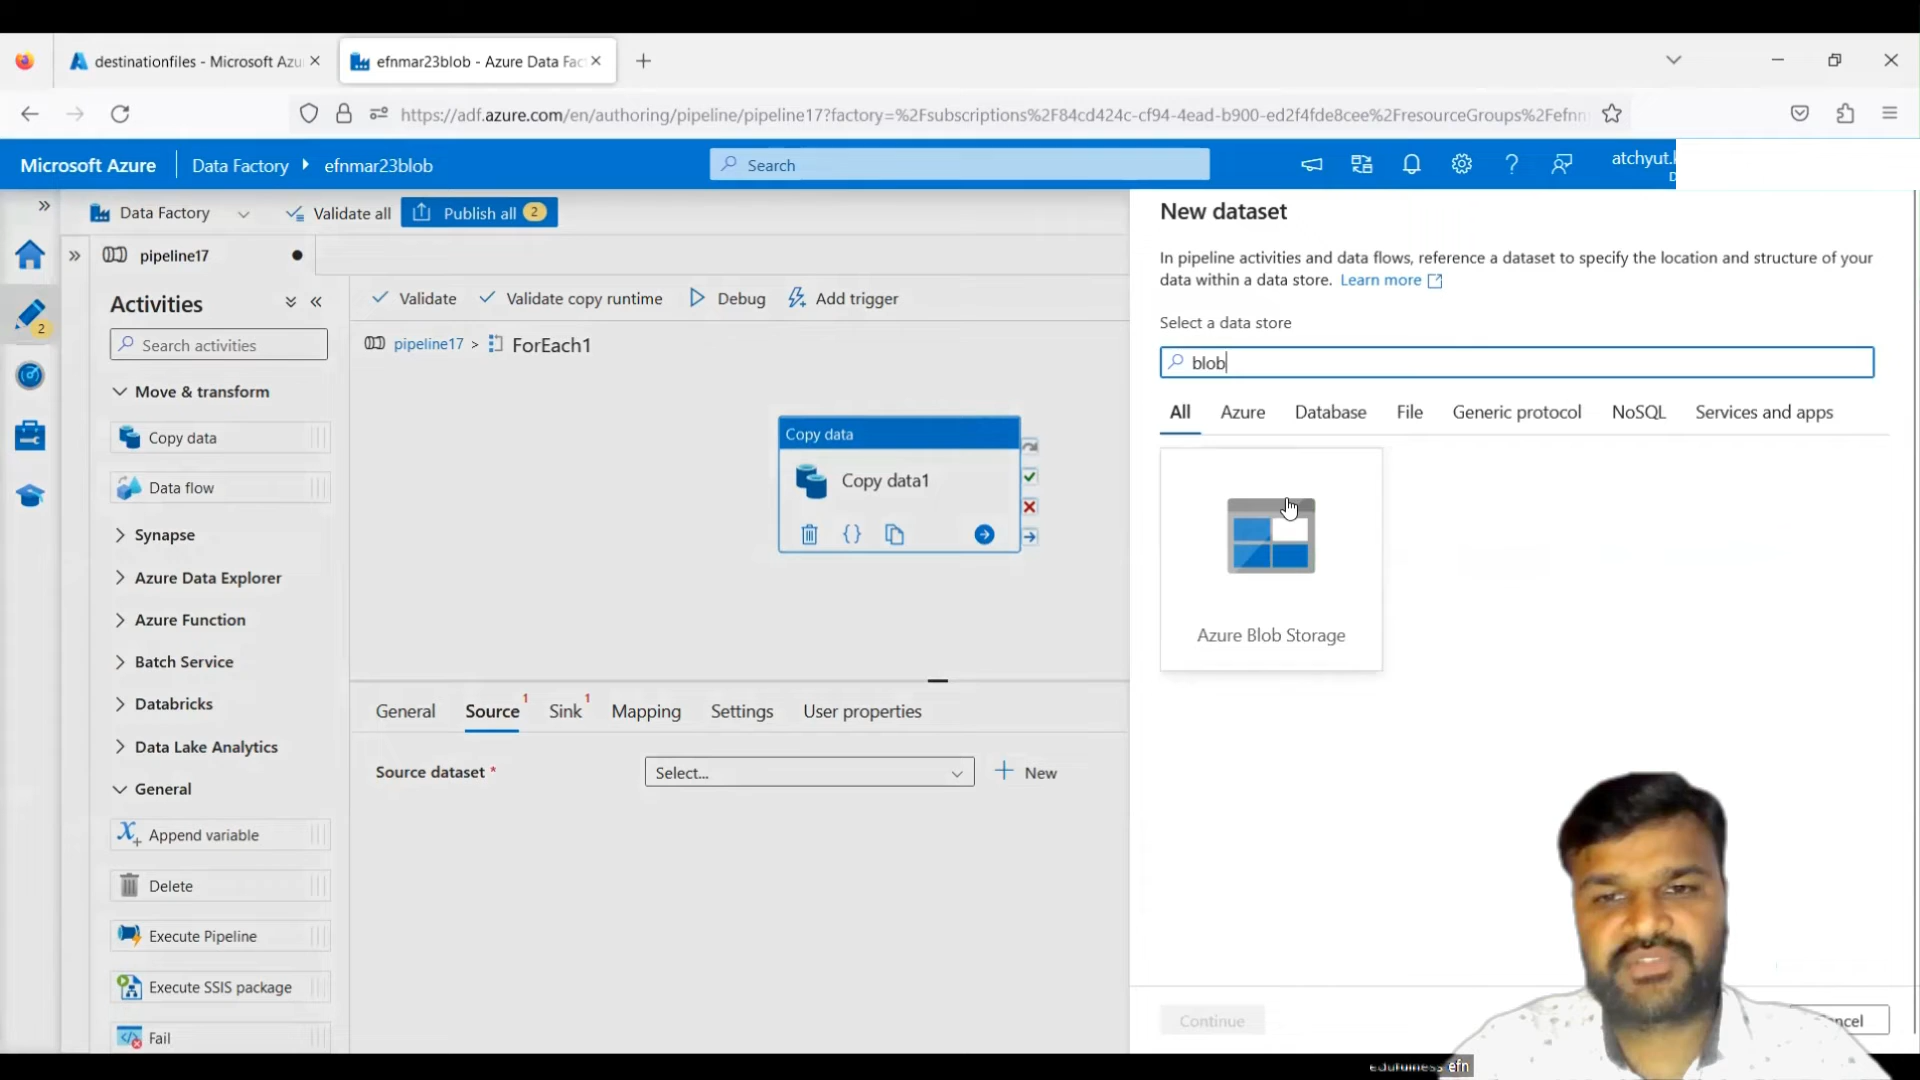 destinationfiles - Microsoft Azu
efnmar23blob - Azure Data Fac
https://adf.azure.com/en/authoring/pipeline/pipeline17?factory=%2Fsubscriptions%2F84cd424c-cf94-4ead-b900-ed2f4fde8cee%2FresourceGroups%2Fefnn
Microsoft Azure
Data Factory
efnmar23blob
Search
atchyut.k
Data Factory
Validate all
Publish all 2
pipeline17
2
Activities
Search activities
Move & transform
Copy data
Data flow
Synapse
Azure Data Explorer
Azure Function
Batch Service
Databricks
Data Lake Analytics
General
Append variable
Delete
Execute Pipeline
Execute SSIS package
Fail
Validate
Validate copy runtime
Debug
Add trigger
pipeline17 > ForEach1
Copy data
Copy data1
General
Source 1
Sink 1
Mapping
Settings
User properties
Source dataset *
Select...
New
New dataset
In pipeline activities and data flows, reference a dataset to specify the location and structure of your
data within a data store. Learn more
Select a data store
blob
All
Azure
Database
File
Generic protocol
NoSQL
Services and apps
Azure Blob Storage
Continue
ncel
efn